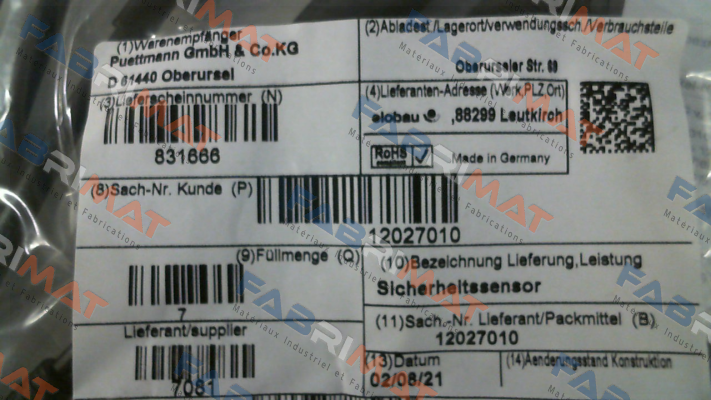 (1)Warenempfänger
Puettmann GmbH & Co.KG
D 61440 Oberursel
(2)Abladest./Lagerort/verwendungssch./Verbrauchstelle
Oberurseler Str. 69
(3)Lieferscheinnummer (N)
831666
(4)Lieferanten-Adresse (Werk,PLZ Ort)
elobau ,88299 Leutkirch
RoHS
Made in Germany
(8)Sach-Nr. Kunde (P)
12027010
(9)Füllmenge (Q)
7
(10)Bezeichnung Lieferung,Leistung
Sicherheitssensor
Lieferant/supplier
1081
(11)Sach.-Nr. Lieferant/Packmittel (B)
12027010
(13)Datum
02/08/21
(14)Aenderungsstand Konstruktion
FABRIMAT
Materiaux Industriel et Fabrications